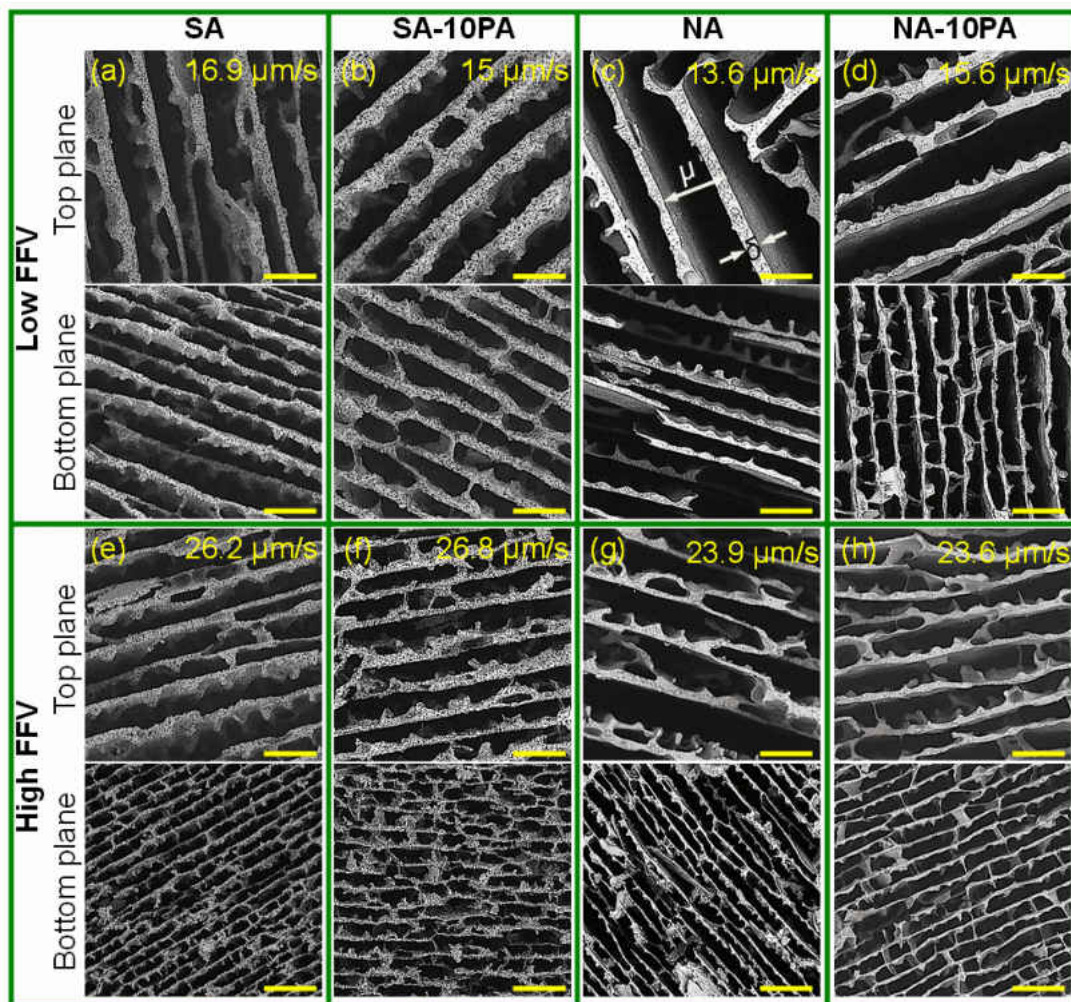 SA SA-10PA NA NA-10PA
Low FFV
Top plane
(a) 16.9 µm/s
(b) 15 µm/s
(c) 13.6 µm/s
(d) 15.6 µm/s
µ
δ
Bottom plane
High FFV
Top plane
(e) 26.2 µm/s
(f) 26.8 µm/s
(g) 23.9 µm/s
(h) 23.6 µm/s
Bottom plane